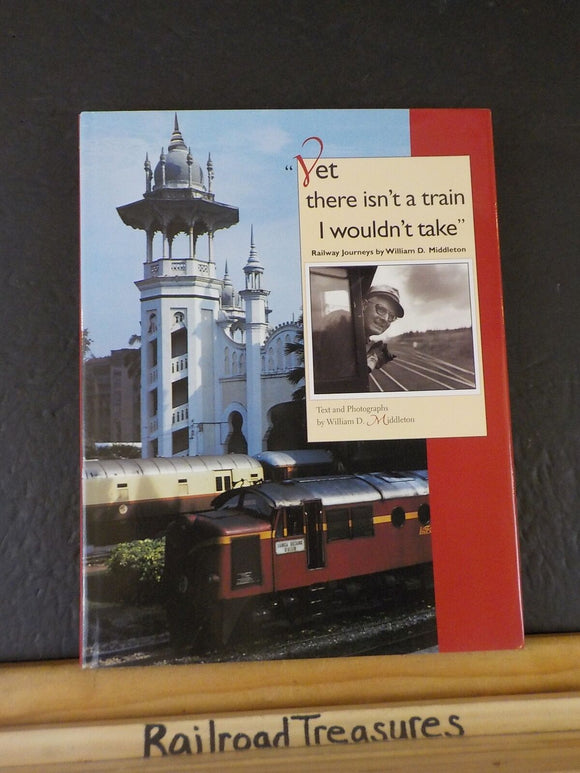 "Yet
there isn't a train
I wouldn't take"
Railway Journeys by William D. Middleton
Text and Photographs
by William D. Middleton
RailroadTreasures